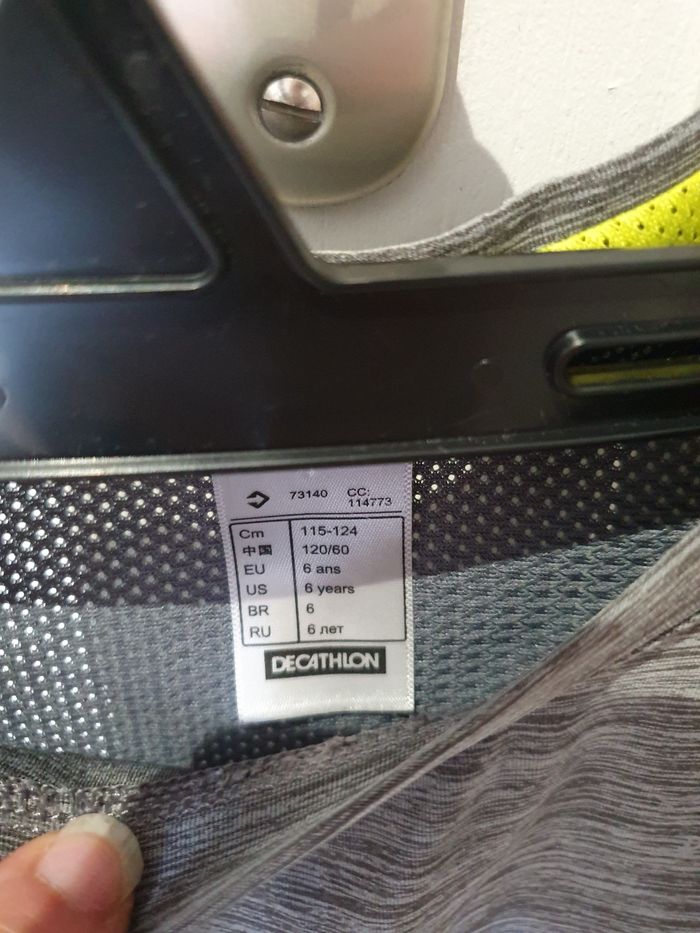 73140 CC:
114773
Cm 115-124
中国 120/60
EU 6 ans
US 6 years
BR 6
RU 6 лет
DECATHLON